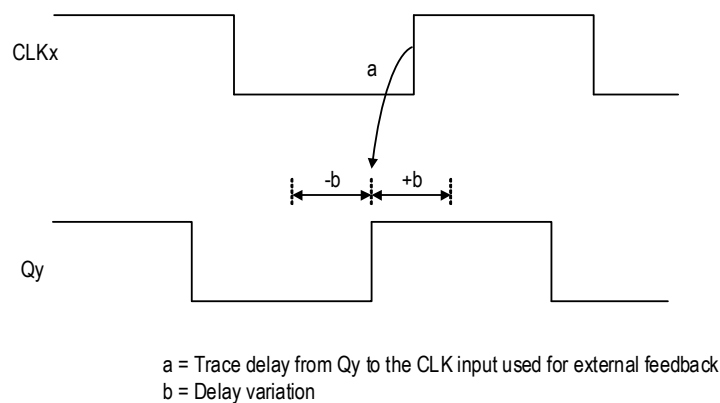 CLKx
a
-b +b
Qy
a = Trace delay from Qy to the CLK input used for external feedback
b = Delay variation